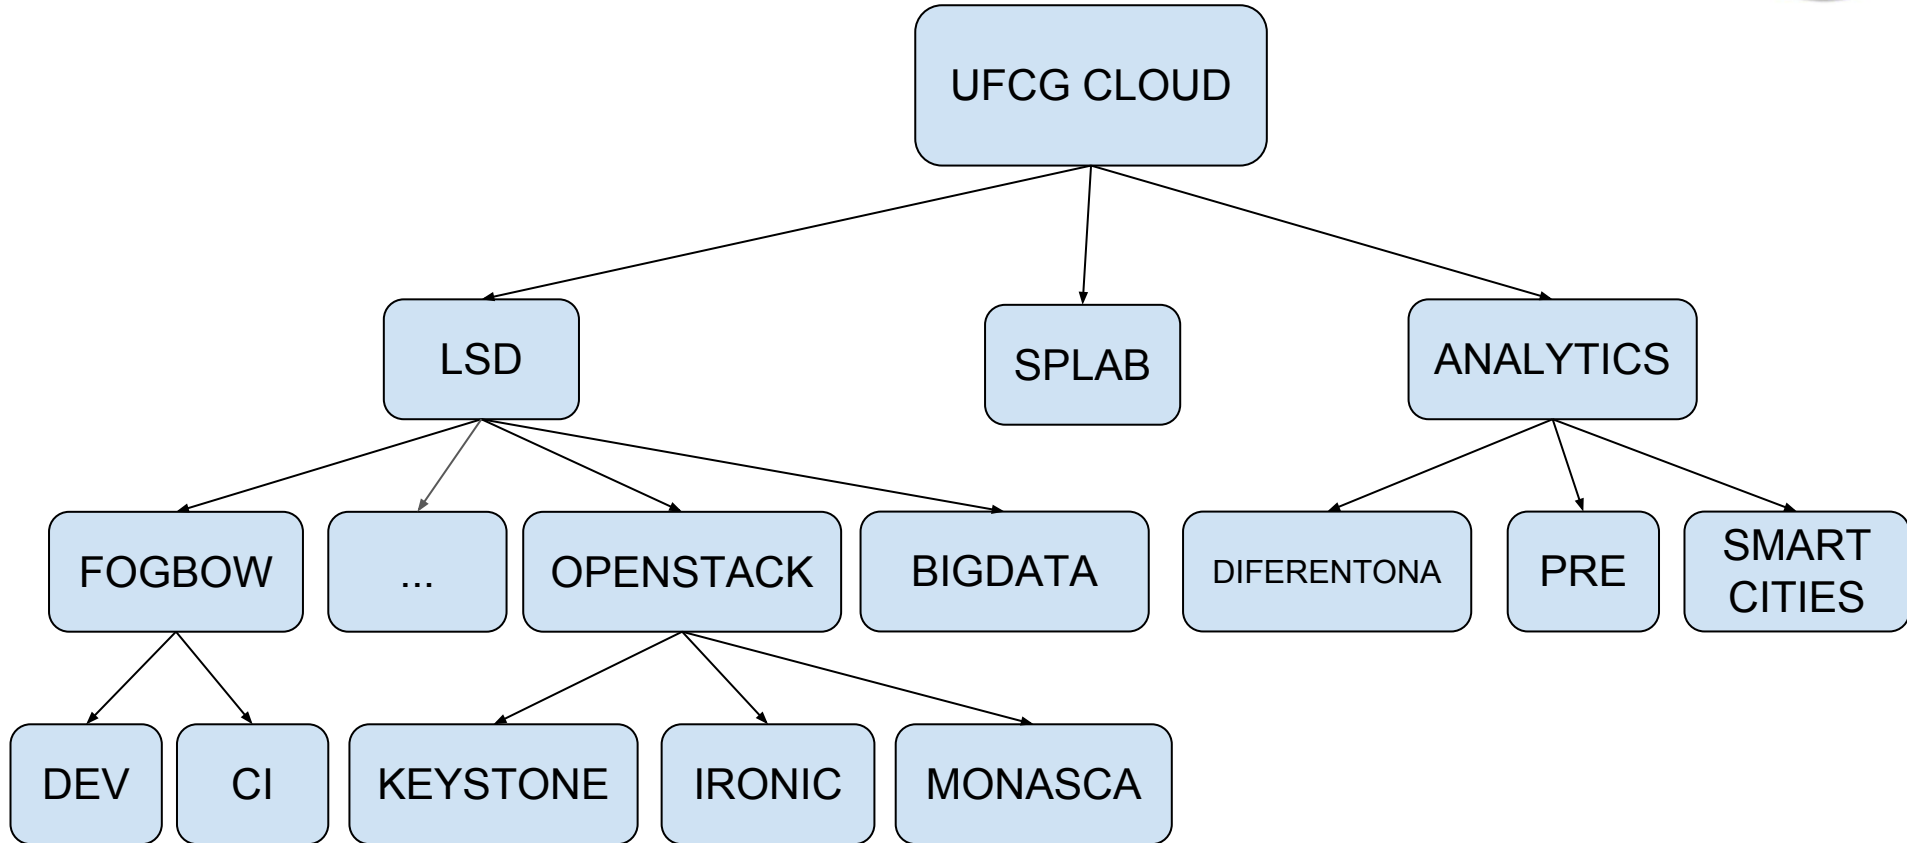 UFCG CLOUD
LSD
SPLAB
ANALYTICS
FOGBOW
...
OPENSTACK
BIGDATA
DIFERENTONA
PRE
SMART
CITIES
DEV
CI
KEYSTONE
IRONIC
MONASCA